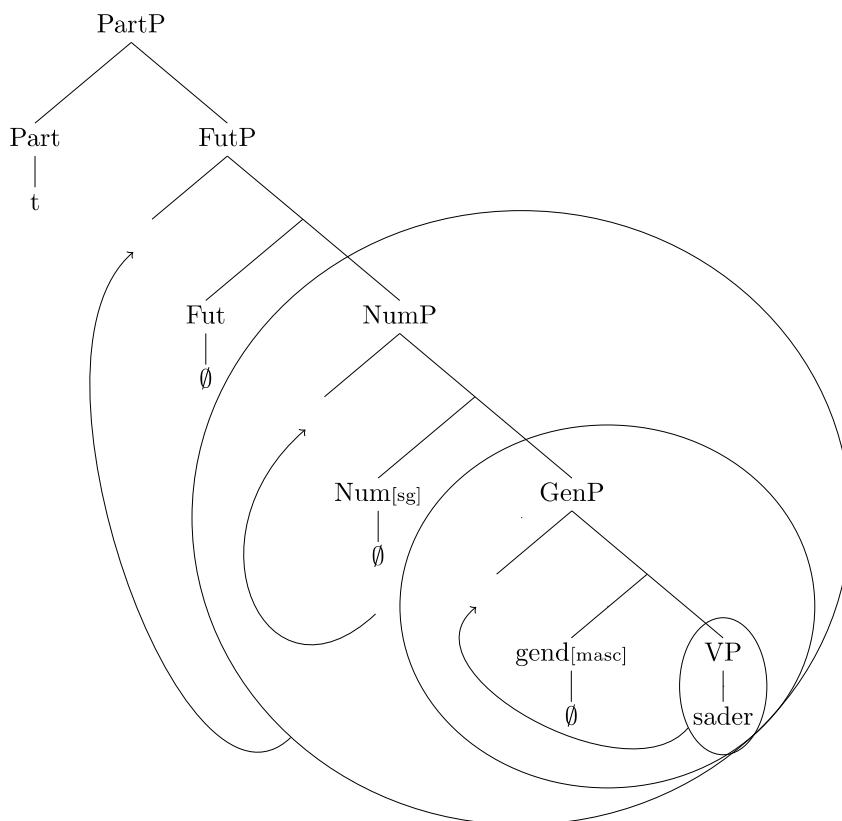 PartP
Part FutP
t
Fut NumP
∅
Num[sg] GenP
∅
gend[masc] VP
∅ sader